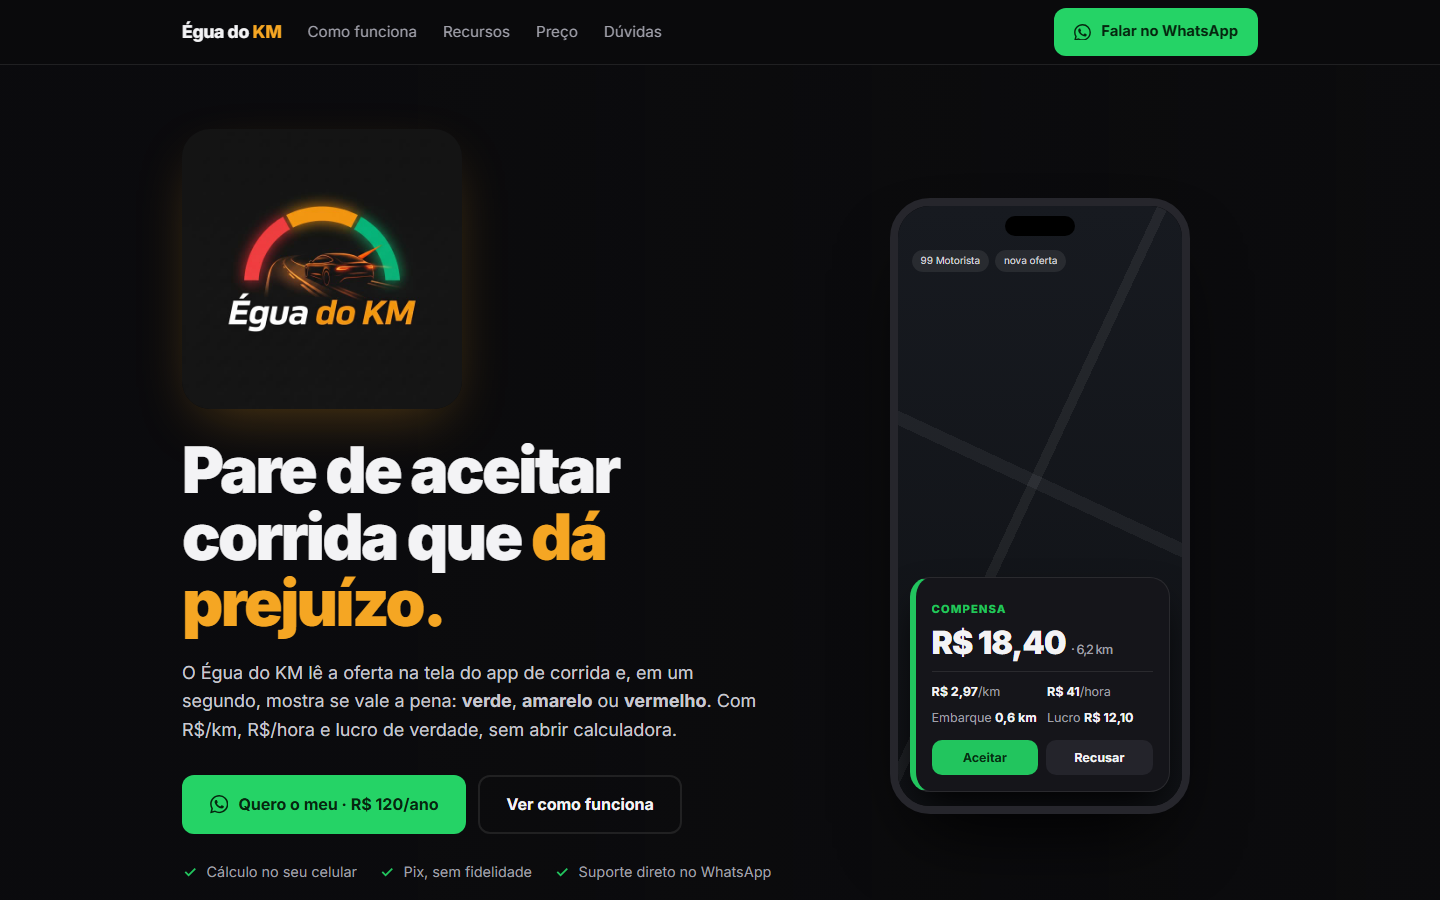 Égua do KM
Como funciona
Recursos
Preço
Dúvidas
Falar no WhatsApp
Égua do KM
Pare de aceitar
corrida que dá
prejuízo.
O Égua do KM lê a oferta na tela do app de corrida e, em um
segundo, mostra se vale a pena: verde, amarelo ou vermelho. Com
R$/km, R$/hora e lucro de verdade, sem abrir calculadora.
Quero o meu · R$ 120/ano
Ver como funciona
Cálculo no seu celular
Pix, sem fidelidade
Suporte direto no WhatsApp
99 Motorista
nova oferta
COMPENSA
R$ 18,40 · 6,2 km
R$ 2,97/km
R$ 41/hora
Embarque 0,6 km
Lucro R$ 12,10
Aceitar
Recusar